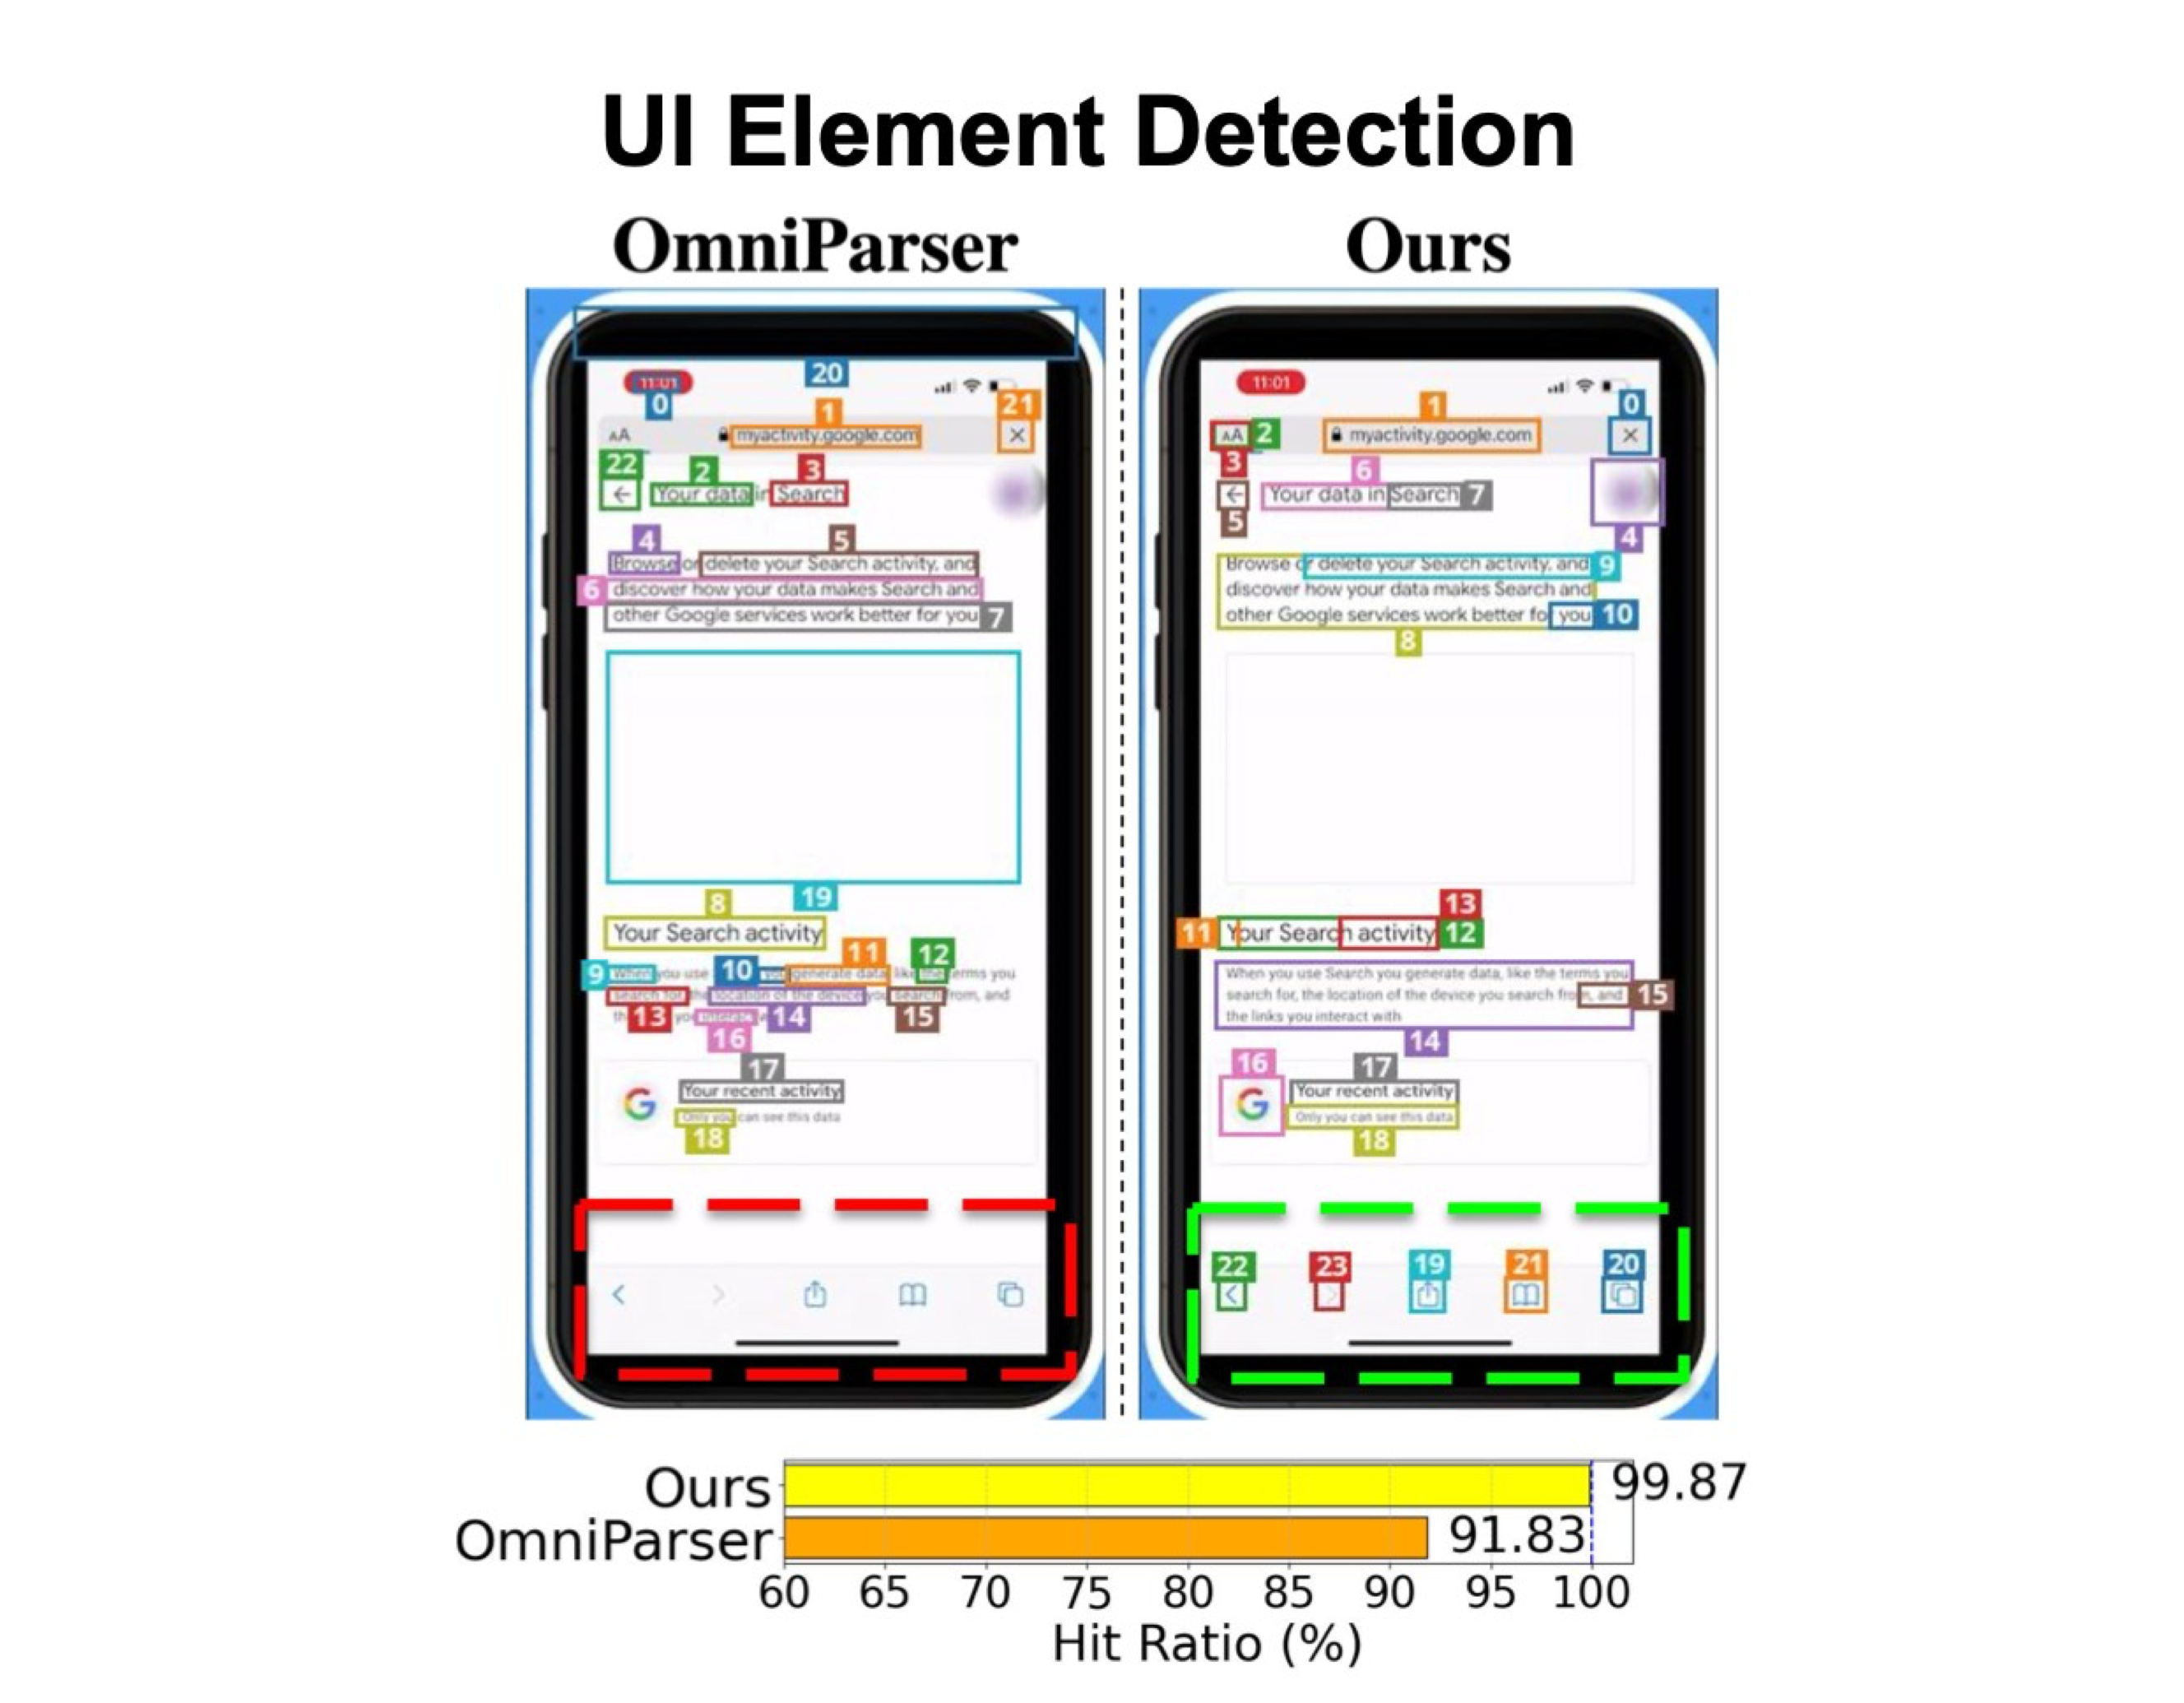 UI Element Detection
OmniParser
Ours
11:01
20
0
1
21
AA
myactivity.google.com
22
2
3
Your data in Search
4
5
Browse or delete your Search activity, and
6
discover how your data makes Search and
other Google services work better for you
7
8
19
Your Search activity
11
12
9
When you use
10
you generate data, like the terms you
search for, the location of the device you search from, and
13
you interact
14
15
16
17
Your recent activity
Only you can see this data
18
11:01
0
1
AA
2
myactivity.google.com
3
6
Your data in Search
7
5
4
Browse or delete your Search activity, and
9
discover how your data makes Search and
other Google services work better for you
10
8
13
11
Your Search activity
12
When you use Search you generate data, like the terms you
search for, the location of the device you search from, and
15
the links you interact with
14
16
17
Your recent activity
Only you can see this data
18
22
23
19
21
20
Ours
99.87
OmniParser
91.83
60 65 70 75 80 85 90 95 100
Hit Ratio (%)